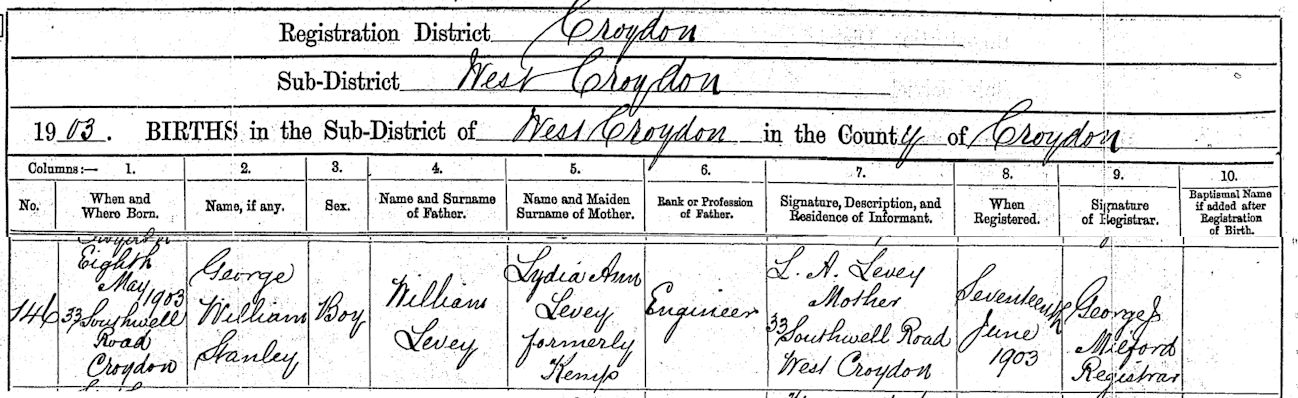 Registration District Croydon
Sub-District West Croydon
1903. BIRTHS in the Sub-District of West Croydon in the County of Croydon
Columns:— 1. 2. 3. 4. 5. 6. 7. 8. 9. 10.
No. When and Where Born. Name, if any. Sex. Name and Surname of Father. Name and Maiden Surname of Mother. Rank or Profession of Father. Signature, Description, and Residence of Informant. When Registered. Signature of Registrar. Baptismal Name if added after Registration of Birth.
146
Eighth
May 1903
33 Southwell
Road
Croydon
George
William
Stanley
Boy
William
Levey
Lydia Ann
Levey
formerly
Kemp
Engineer
L. A. Levey
Mother
33 Southwell Road
West Croydon
Seventeenth
June
1903
George J
Milford
Registrar